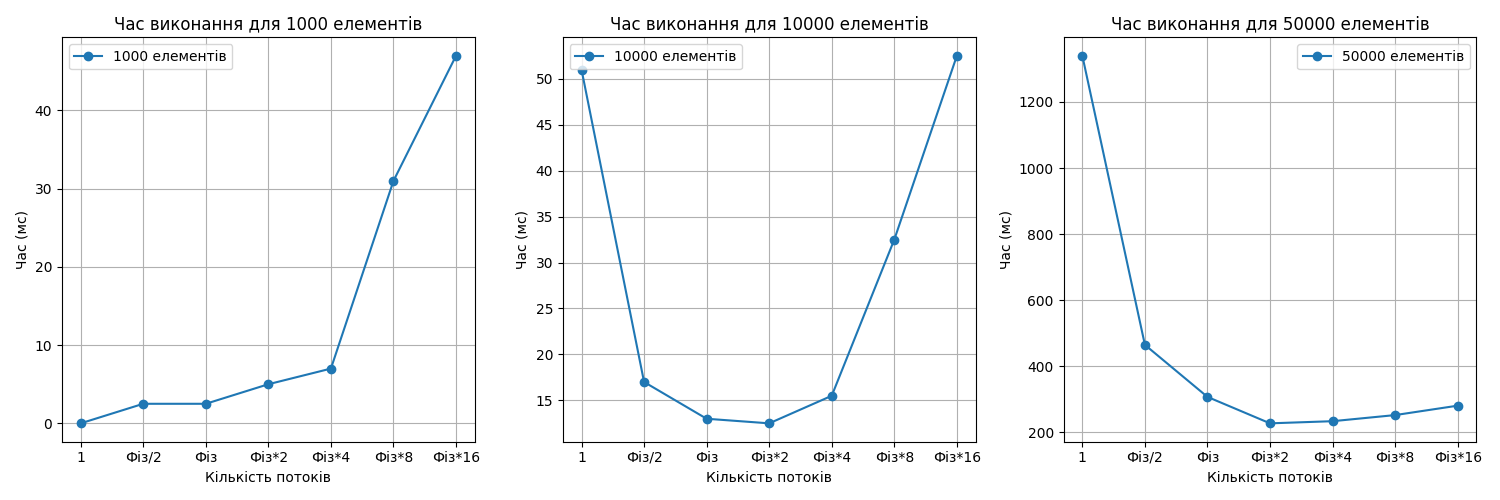 Час виконання для 1000 елементів
1000 елементів
40
30
20
10
0
Час (мс)
1 Фіз/2 Фіз Фіз*2 Фіз*4 Фіз*8 Фіз*16
Кількість потоків
Час виконання для 10000 елементів
10000 елементів
50
45
40
35
30
25
20
15
Час (мс)
1 Фіз/2 Фіз Фіз*2 Фіз*4 Фіз*8 Фіз*16
Кількість потоків
Час виконання для 50000 елементів
50000 елементів
1200
1000
800
600
400
200
Час (мс)
1 Фіз/2 Фіз Фіз*2 Фіз*4 Фіз*8 Фіз*16
Кількість потоків